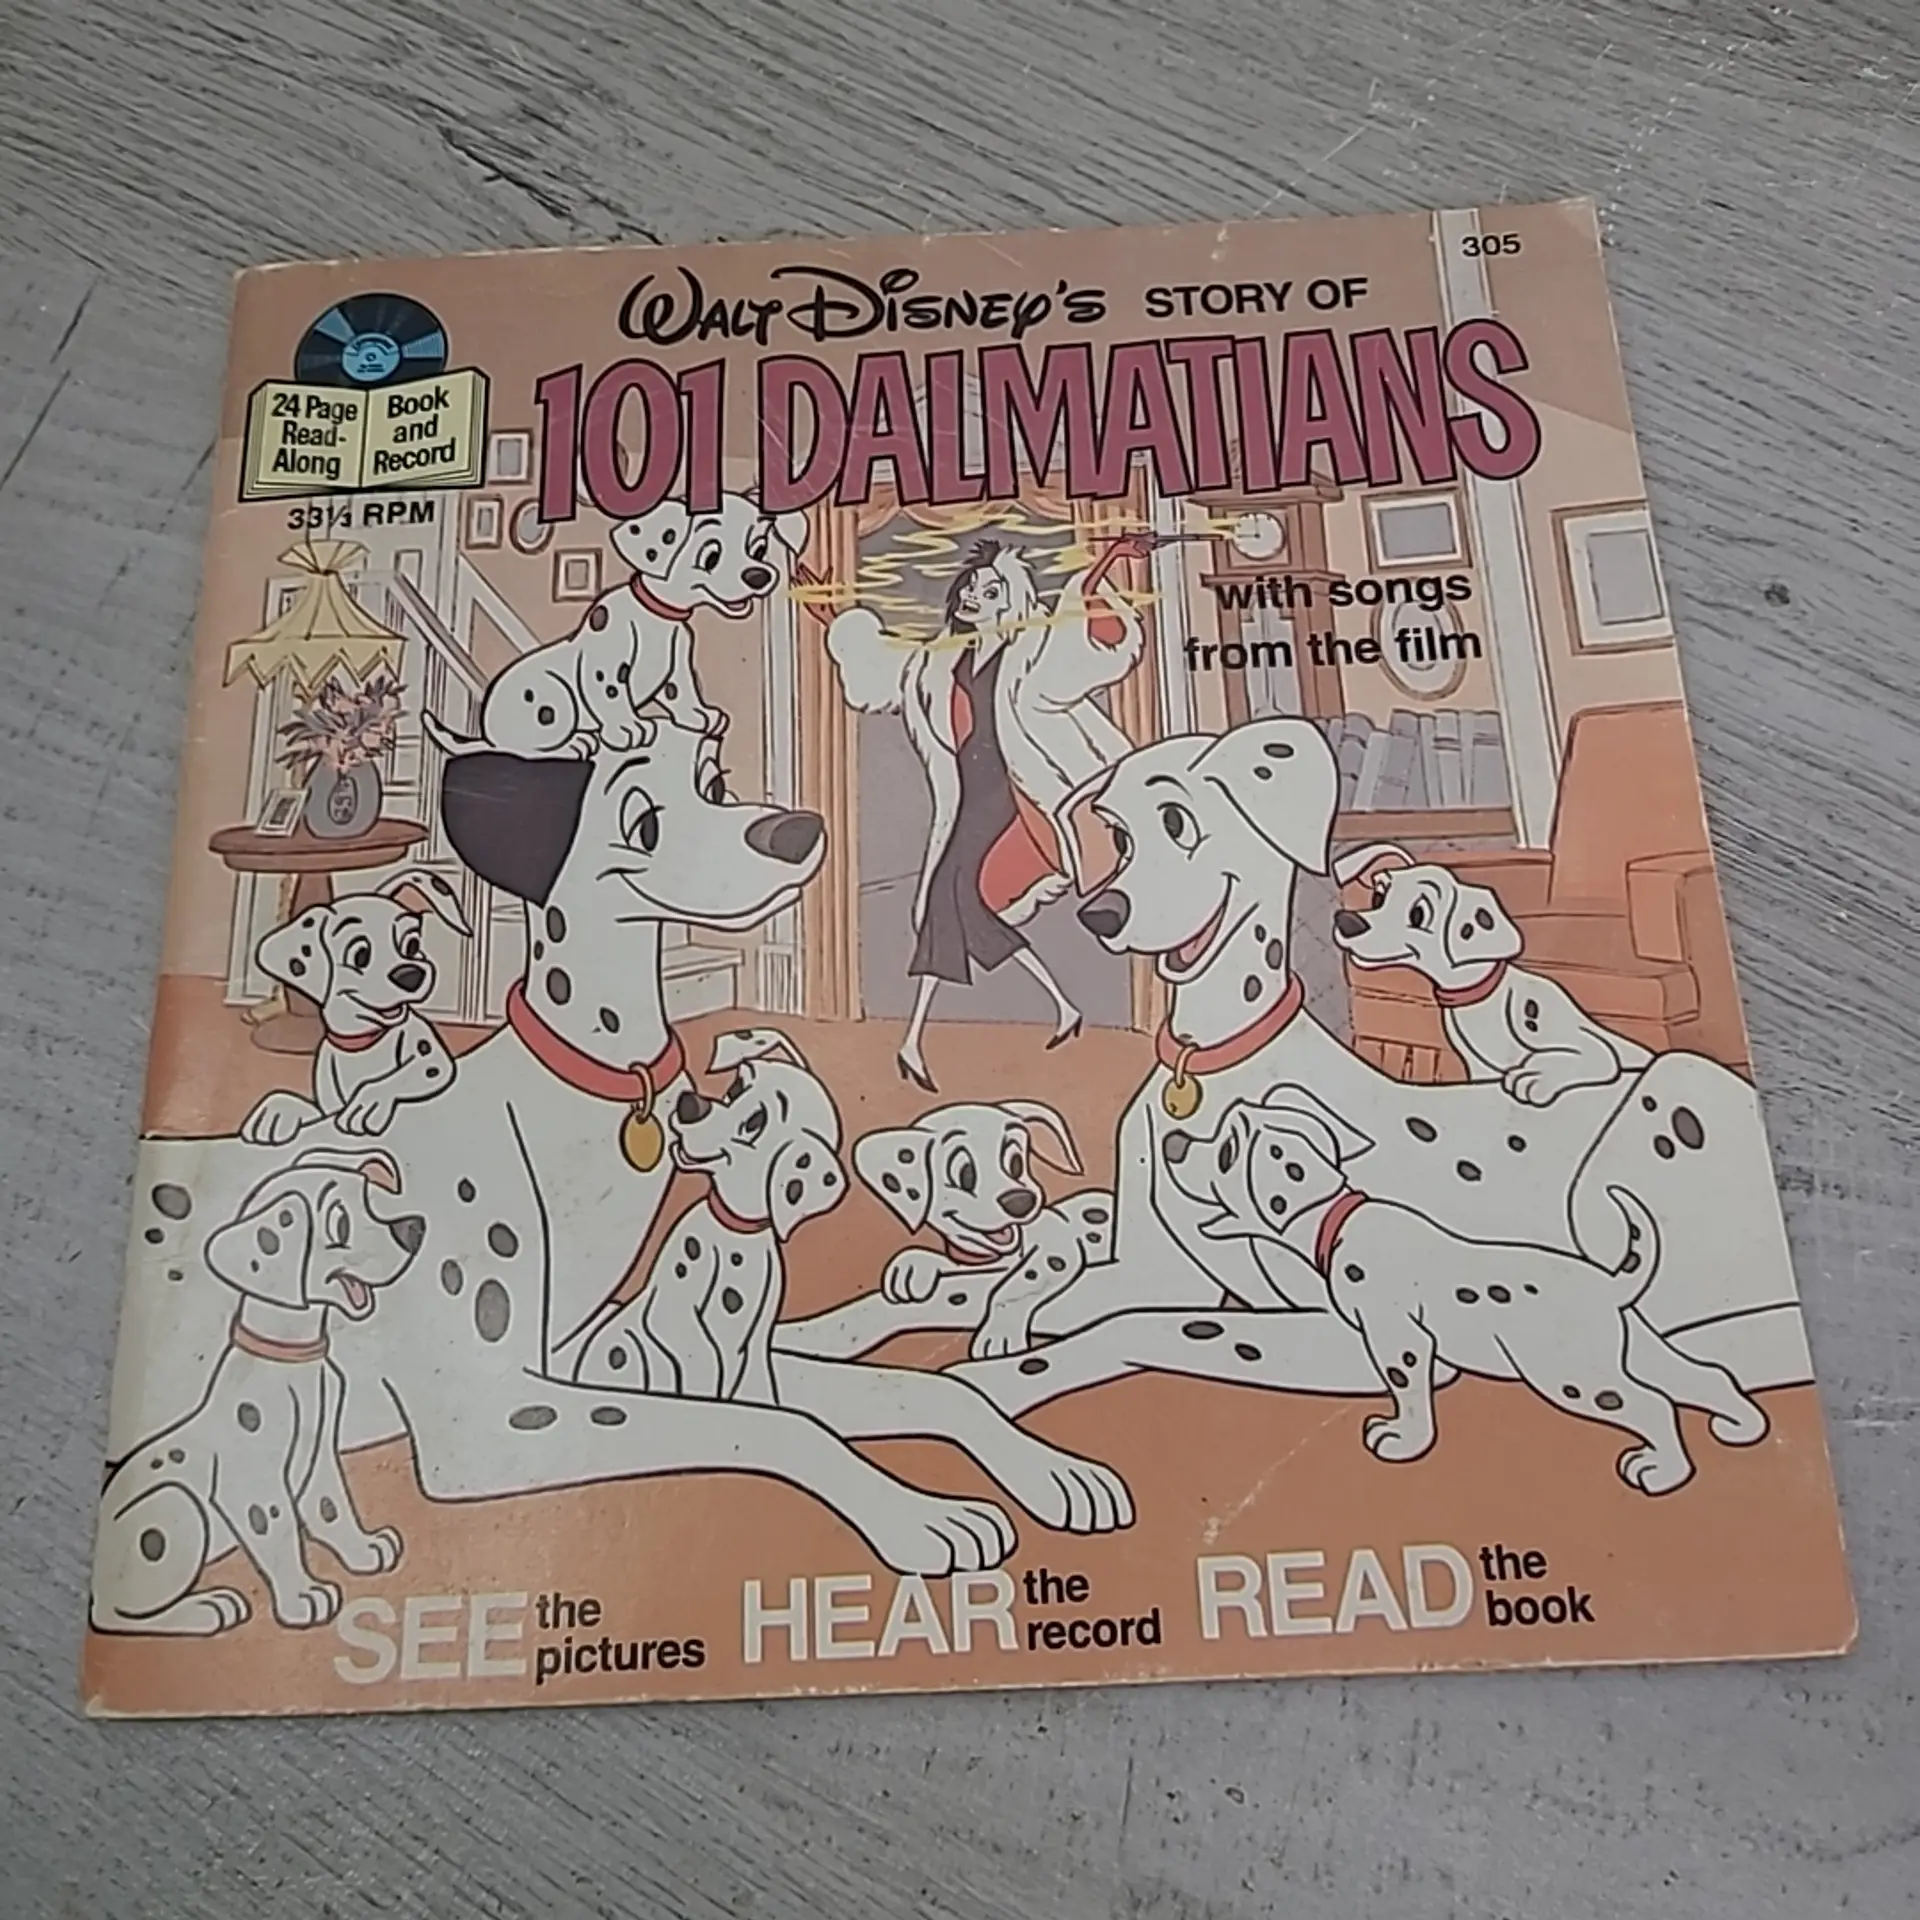 305
WALT DISNEY'S STORY OF
101 DALMATIANS
24 Page
Read-
Along
Book
and
Record
33⅓ RPM
with songs
from the film
SEE the
pictures
HEAR the
record
READ the
book